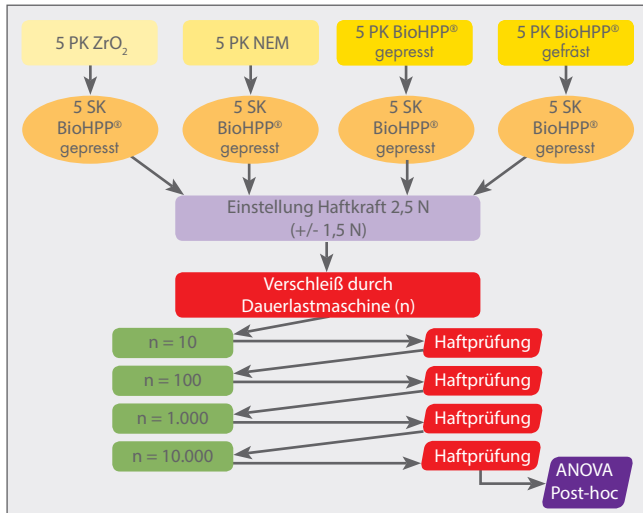 5 PK ZrO₂
5 PK NEM
5 PK BioHPP®
gepresst
5 PK BioHPP®
gefräst
5 SK
BioHPP®
gepresst
5 SK
BioHPP®
gepresst
5 SK
BioHPP®
gepresst
5 SK
BioHPP®
gepresst
Einstellung Haftkraft 2,5 N
(+/- 1,5 N)
Verschleiß durch
Dauerlastmaschine (n)
n = 10
Haftprüfung
n = 100
Haftprüfung
n = 1.000
Haftprüfung
n = 10.000
Haftprüfung
ANOVA
Post-hoc